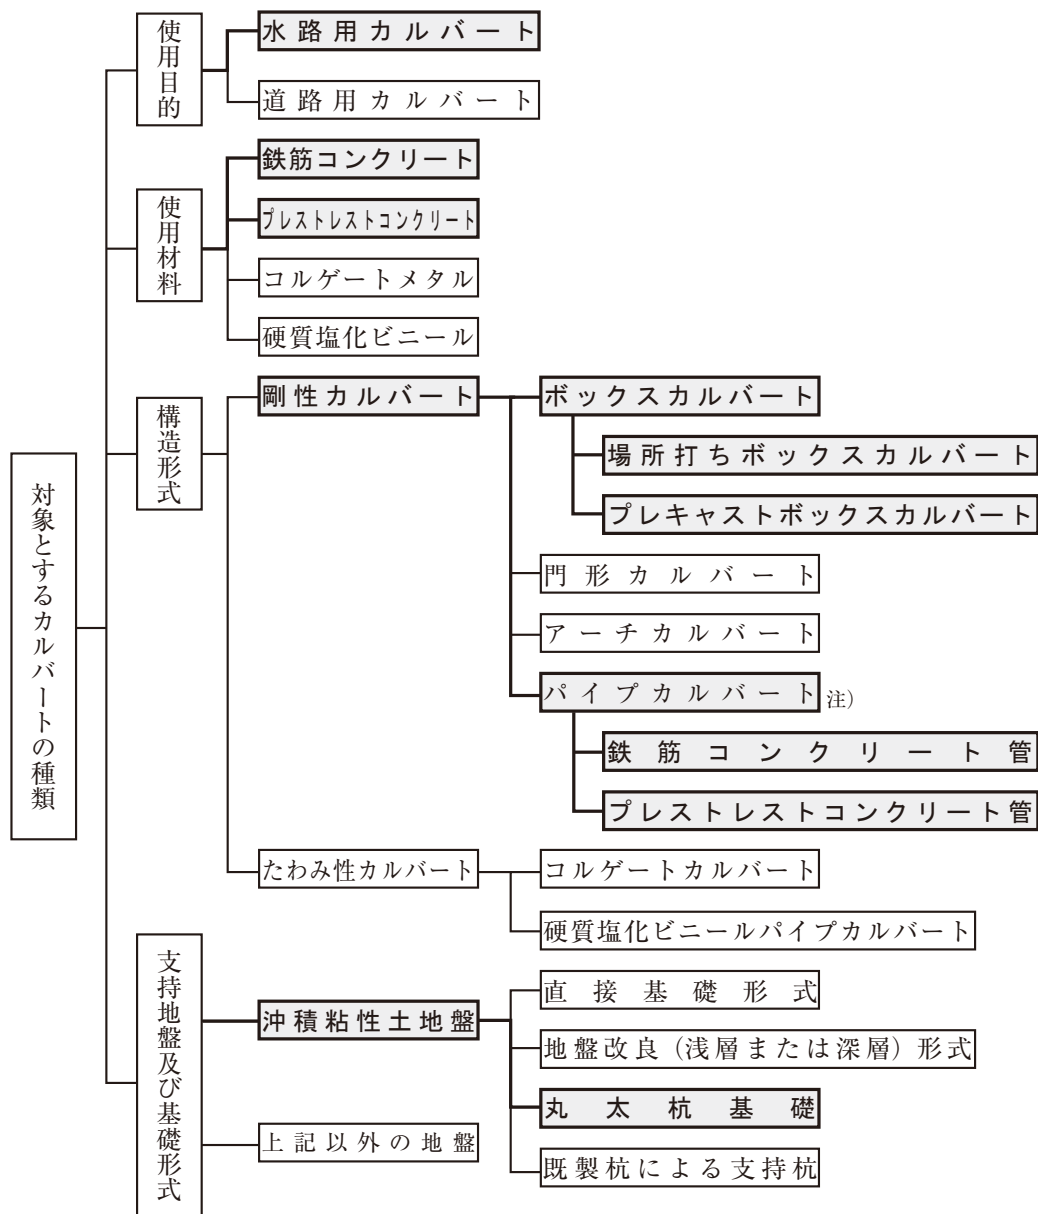 対象とするカルバートの種類
使用目的
水路用カルバート
道路用カルバート
使用材料
鉄筋コンクリート
プレストレストコンクリート
コルゲートメタル
硬質塩化ビニール
構造形式
剛性カルバート
ボックスカルバート
場所打ちボックスカルバート
プレキャストボックスカルバート
門形カルバート
アーチカルバート
パイプカルバート 注）
鉄筋コンクリート管
プレストレストコンクリート管
たわみ性カルバート
コルゲートカルバート
硬質塩化ビニールパイプカルバート
支持地盤及び基礎形式
沖積粘性土地盤
直接基礎形式
地盤改良（浅層または深層）形式
丸太杭基礎
既製杭による支持杭
上記以外の地盤